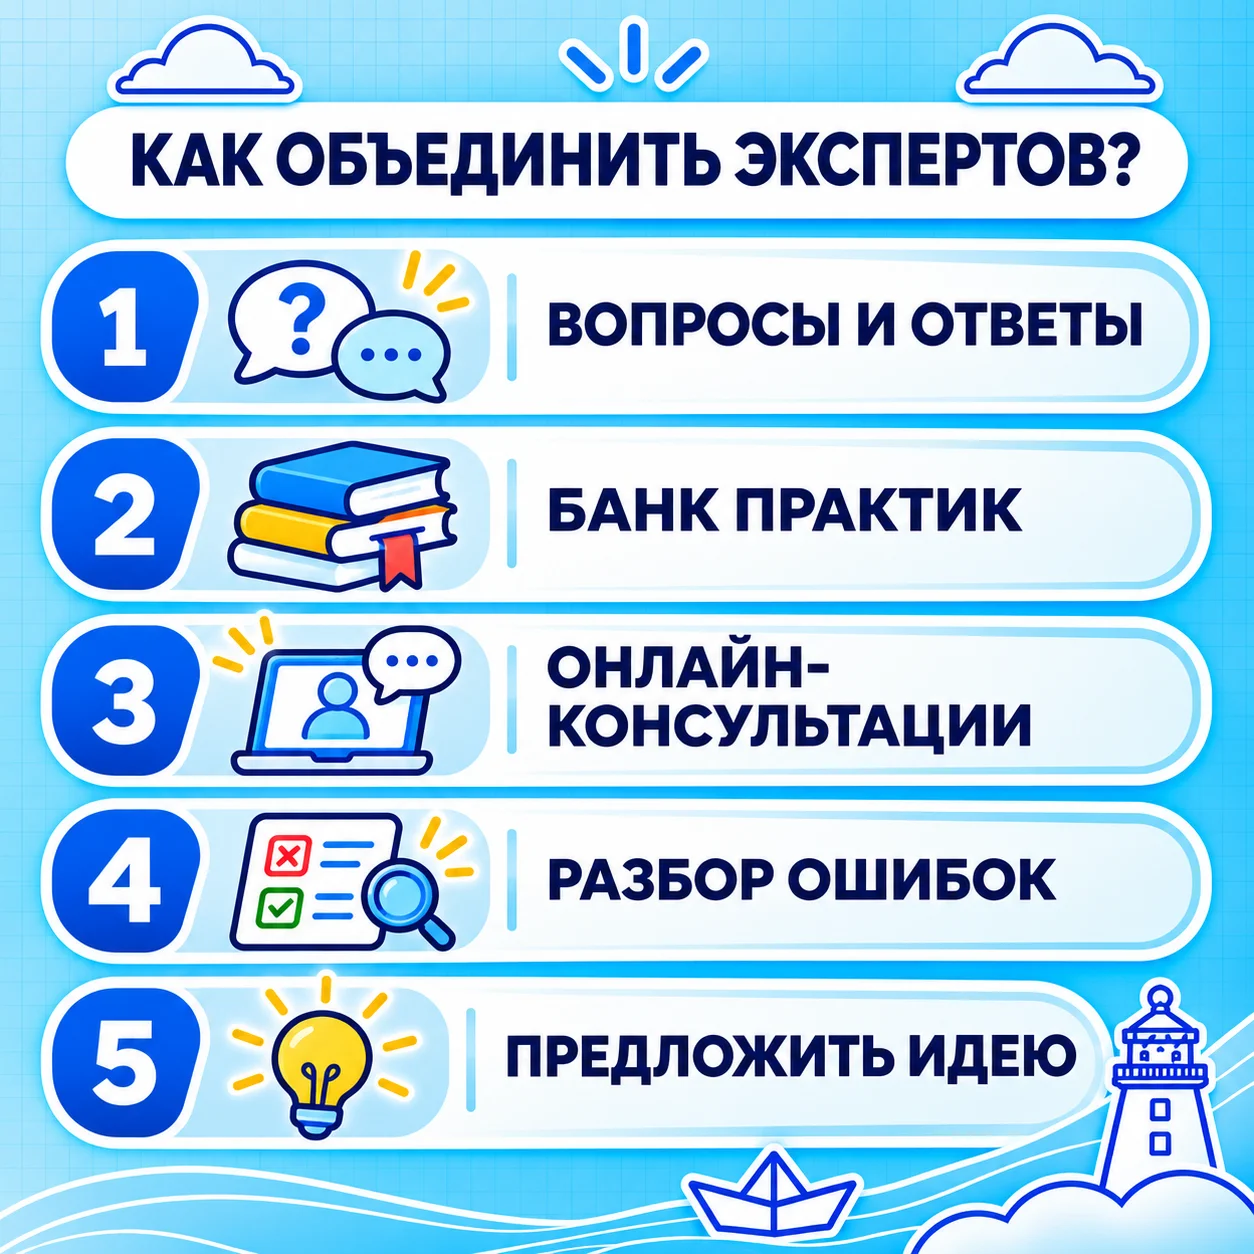 КАК ОБЪЕДИНИТЬ ЭКСПЕРТОВ?
1
ВОПРОСЫ И ОТВЕТЫ
2
БАНК ПРАКТИК
3
ОНЛАЙН-
КОНСУЛЬТАЦИИ
4
РАЗБОР ОШИБОК
5
ПРЕДЛОЖИТЬ ИДЕЮ